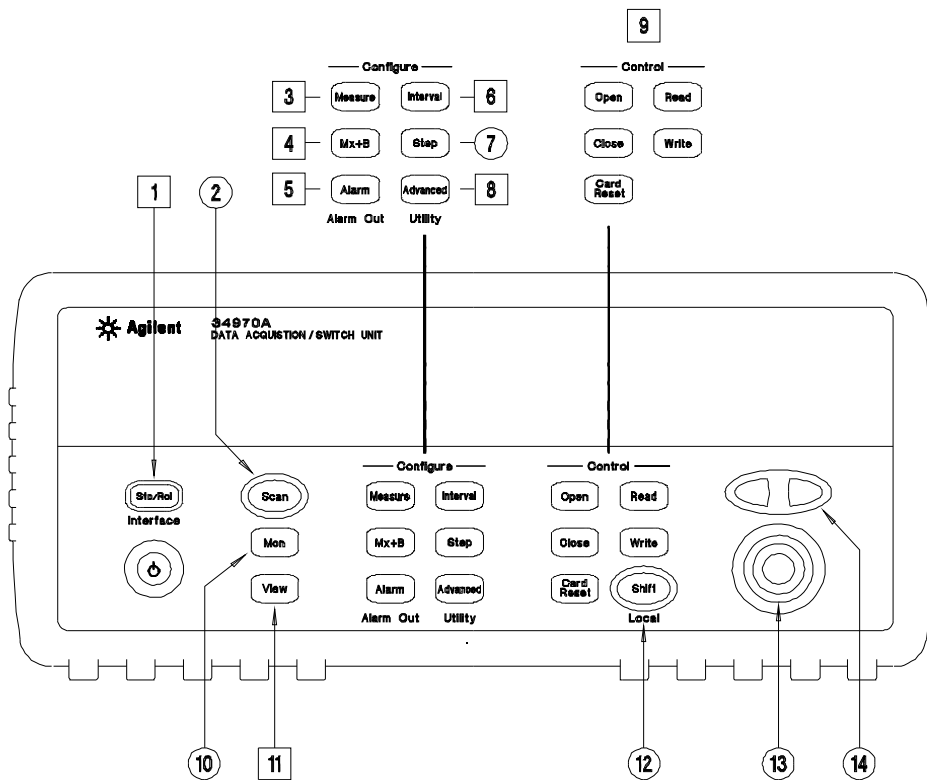 9
Configure
Control
3
Measure
Interval
6
Open
Read
4
Mx+B
Step
7
Close
Write
5
Alarm
Advanced
8
Card
Reset
Alarm Out
Utility
1
2
Agilent
34970A
DATA ACQUISTION / SWITCH UNIT
Configure
Control
Sto/Rcl
Interface
Scan
Measure
Interval
Open
Read
Mon
Mx+B
Step
Close
Write
View
Alarm
Advanced
Card
Reset
Shift
Alarm Out
Utility
Local
10
11
12
13
14